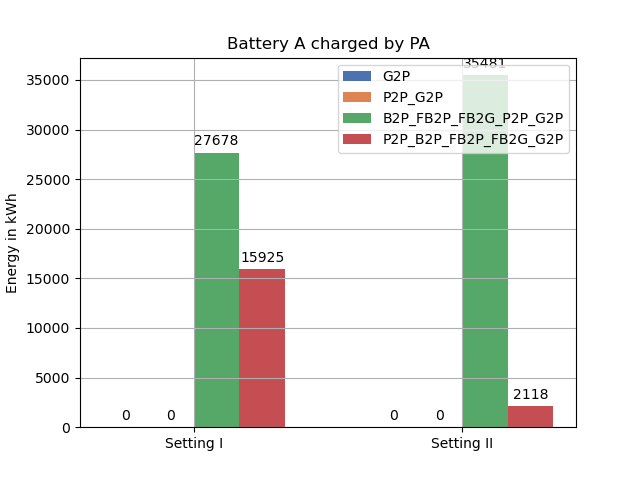 Battery A charged by PA
35481
G2P
P2P_G2P
B2P_FB2P_FB2G_P2P_G2P
P2P_B2P_FB2P_FB2G_G2P
Energy in kWh
35000
30000
25000
20000
15000
10000
5000
0
27678
15925
0
0
0
0
2118
Setting I
Setting II